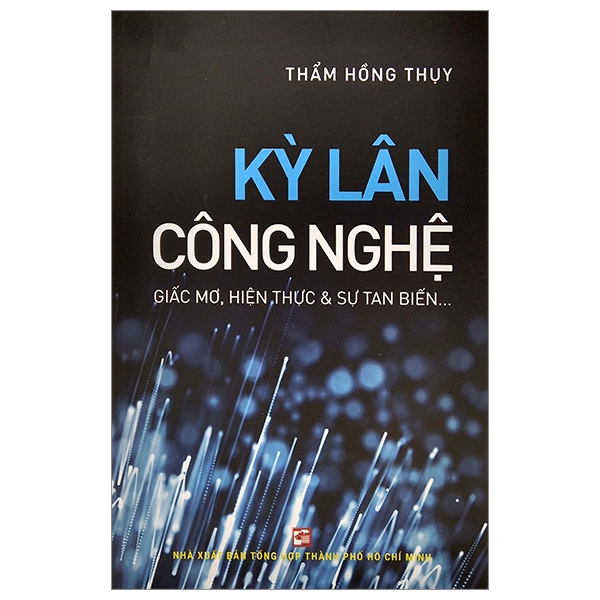 THẨM HỒNG THỤY
KỲ LÂN
CÔNG NGHỆ
GIẤC MƠ, HIỆN THỰC & SỰ TAN BIẾN...
NHÀ XUẤT BẢN TỔNG HỢP THÀNH PHỐ HỒ CHÍ MINH